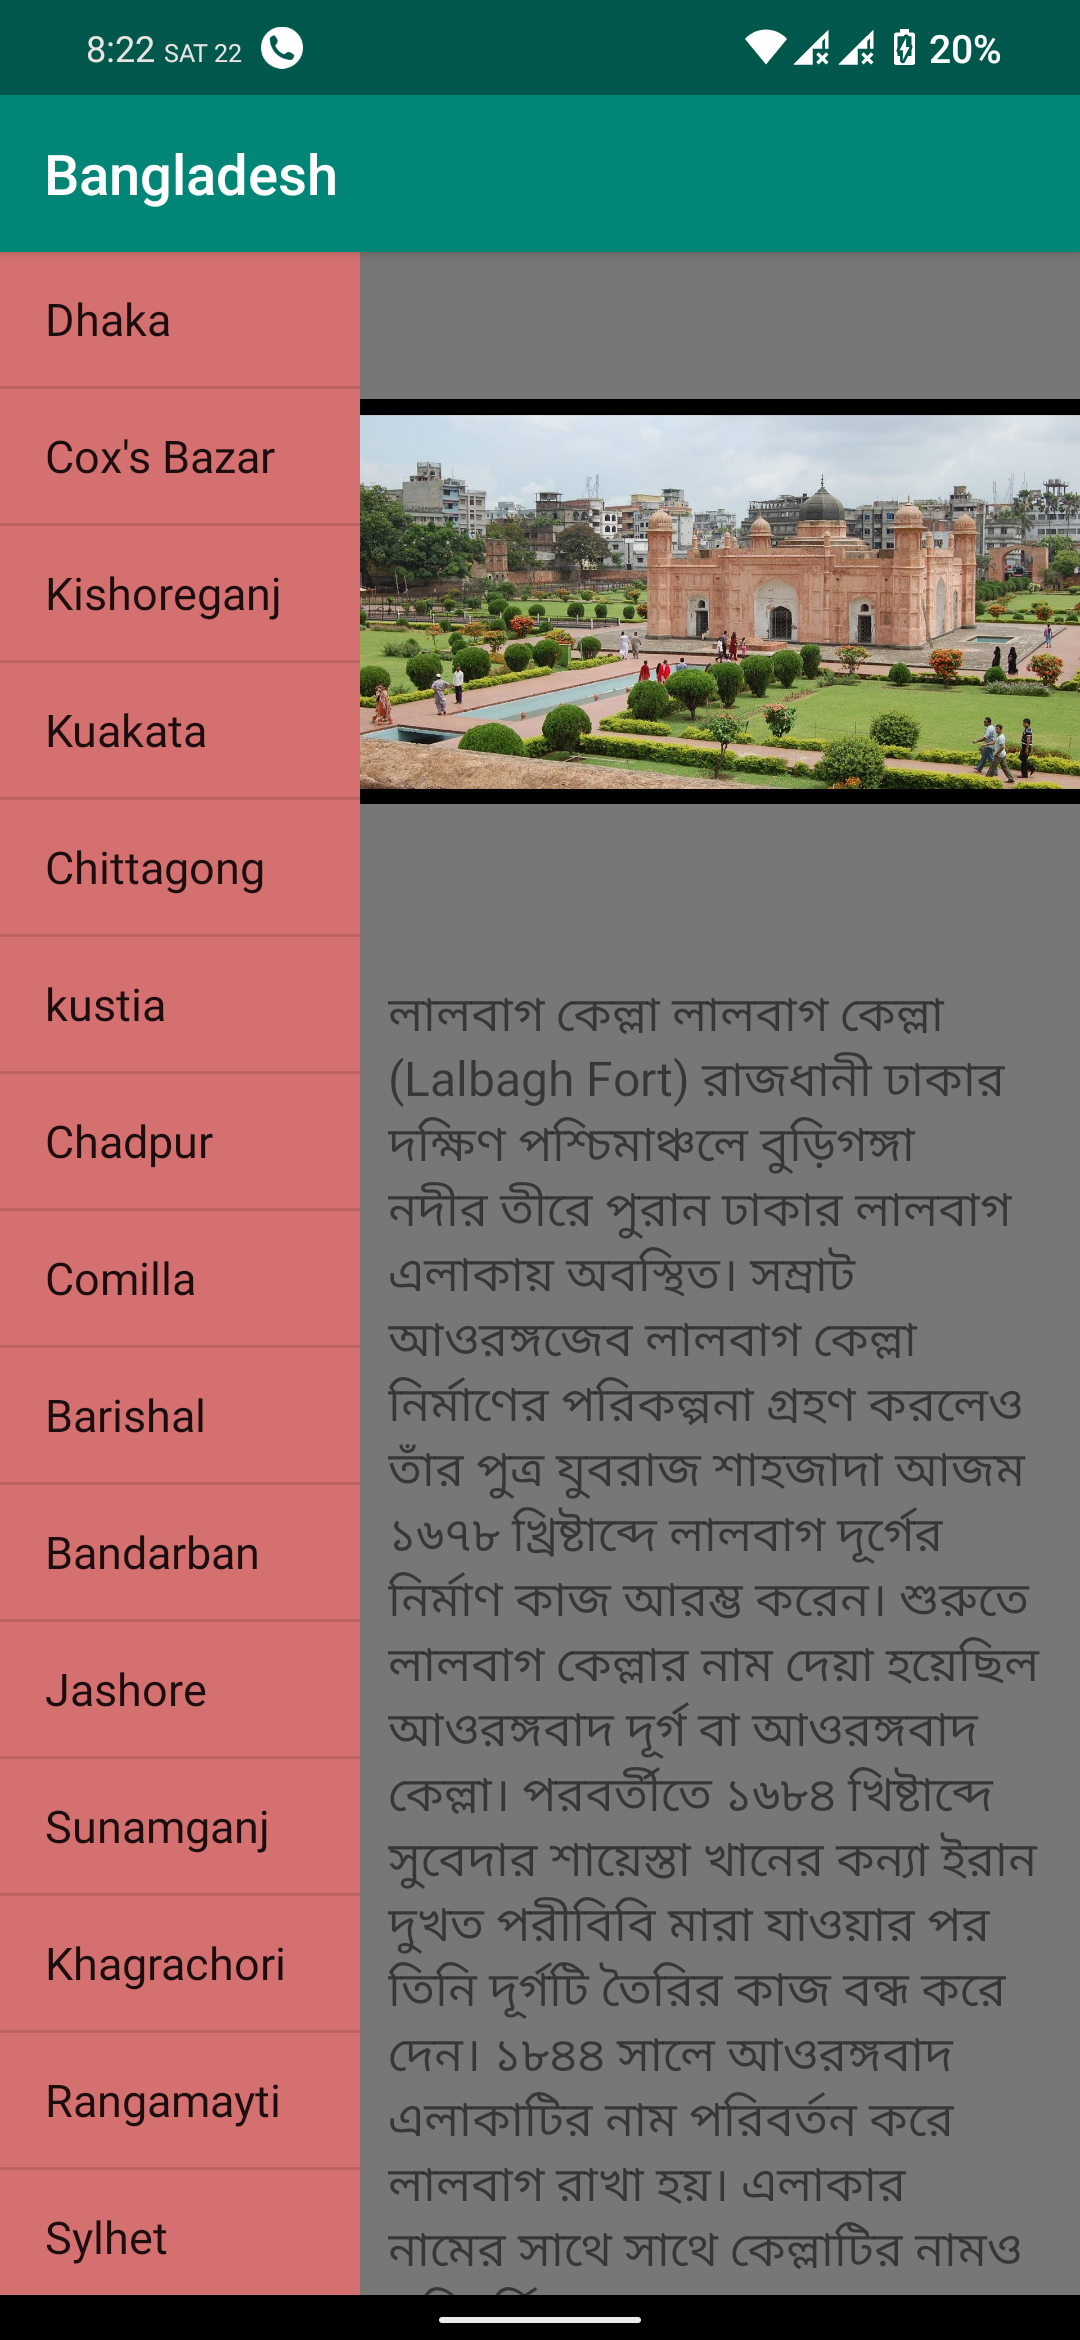 8:22 SAT 22 20%
Bangladesh
Dhaka
Cox's Bazar
Kishoreganj
Kuakata
Chittagong
kustia
Chadpur
Comilla
Barishal
Bandarban
Jashore
Sunamganj
Khagrachori
Rangamayti
Sylhet
লালবাগ কেল্লা লালবাগ কেল্লা
(Lalbagh Fort) রাজধানী ঢাকার
দক্ষিণ পশ্চিমাঞ্চলে বুড়িগঙ্গা
নদীর তীরে পুরান ঢাকার লালবাগ
এলাকায় অবস্থিত। সম্রাট
আওরঙ্গজেব লালবাগ কেল্লা
নির্মাণের পরিকল্পনা গ্রহণ করলেও
তাঁর পুত্র যুবরাজ শাহজাদা আজম
১৬৭৮ খ্রিষ্টাব্দে লালবাগ দূর্গের
নির্মাণ কাজ আরম্ভ করেন। শুরুতে
লালবাগ কেল্লার নাম দেয়া হয়েছিল
আওরঙ্গবাদ দূর্গ বা আওরঙ্গবাদ
কেল্লা। পরবর্তীতে ১৬৮৪ খিষ্টাব্দে
সুবেদার শায়েস্তা খানের কন্যা ইরান
দুখত পরীবিবি মারা যাওয়ার পর
তিনি দূর্গটি তৈরির কাজ বন্ধ করে
দেন। ১৮৪৪ সালে আওরঙ্গবাদ
এলাকাটির নাম পরিবর্তন করে
লালবাগ রাখা হয়। এলাকার
নামের সাথে সাথে কেল্লাটির নামও